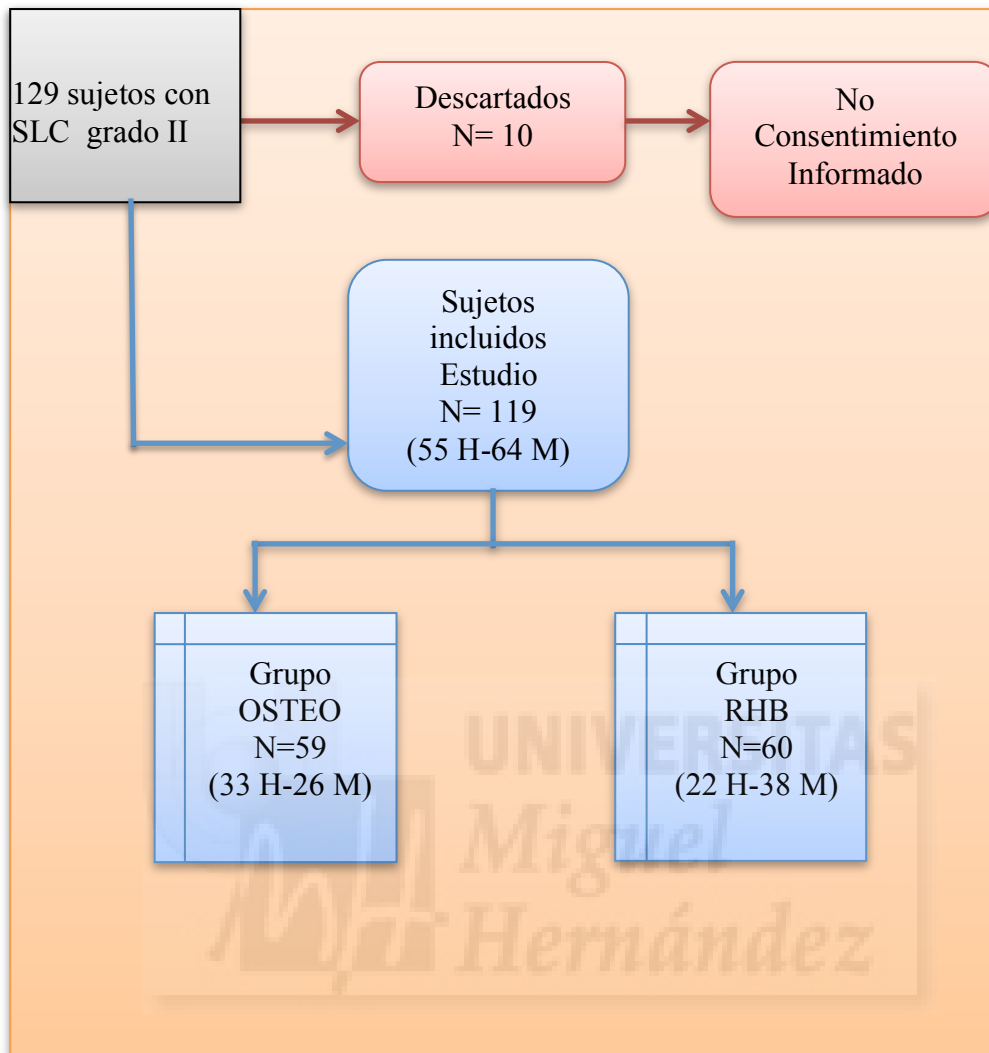 129 sujetos con
SLC grado II
Descartados
N= 10
No
Consentimiento
Informado
Sujetos
incluidos
Estudio
N= 119
(55 H-64 M)
Grupo
OSTEO
N=59
(33 H-26 M)
Grupo
RHB
N=60
(22 H-38 M)
UNIVERSITAS
Miguel
Hernández